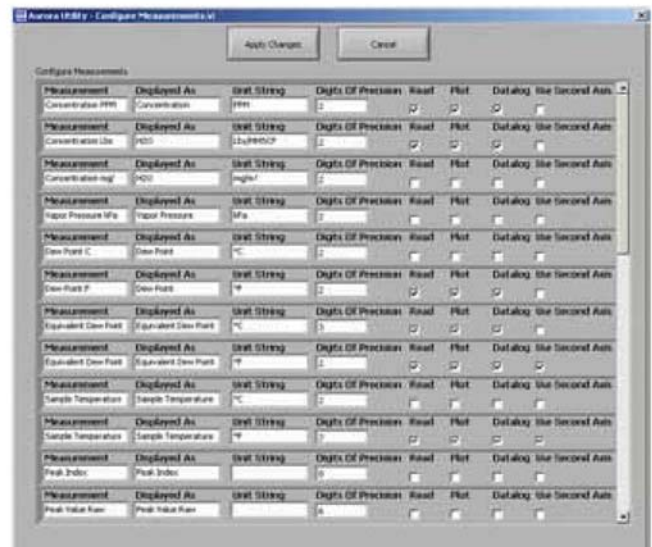 Aurora Utility - Configure Measurements.vi
Apply Changes Cancel
Configure Measurements
Measurement Displayed As Unit String Digits Of Precision Read Plot Datalog Use Second Axis
Concentration PPM Concentration PPM 2
Measurement Displayed As Unit String Digits Of Precision Read Plot Datalog Use Second Axis
Concentration Lbs H2O Lbs/MMSCF 2
Measurement Displayed As Unit String Digits Of Precision Read Plot Datalog Use Second Axis
Concentration mg/ H2O 2
Measurement Displayed As Unit String Digits Of Precision Read Plot Datalog Use Second Axis
Vapor Pressure kPa Vapor Pressure kPa 2
Measurement Displayed As Unit String Digits Of Precision Read Plot Datalog Use Second Axis
Dew Point C Dew Point °C 2
Measurement Displayed As Unit String Digits Of Precision Read Plot Datalog Use Second Axis
Dew Point F Dew Point °F 2
Measurement Displayed As Unit String Digits Of Precision Read Plot Datalog Use Second Axis
Equivalent Dew Point Equivalent Dew Point °C
Measurement Displayed As Unit String Digits Of Precision Read Plot Datalog Use Second Axis
Equivalent Dew Point Equivalent Dew Point °F 2
Measurement Displayed As Unit String Digits Of Precision Read Plot Datalog Use Second Axis
Sample Temperature Sample Temperature °C 2
Measurement Displayed As Unit String Digits Of Precision Read Plot Datalog Use Second Axis
Sample Temperature Sample Temperature °F
Measurement Displayed As Unit String Digits Of Precision Read Plot Datalog Use Second Axis
Peak Index Peak Index
Measurement Displayed As Unit String Digits Of Precision Read Plot Datalog Use Second Axis
Peak Value Raw Peak Value Raw